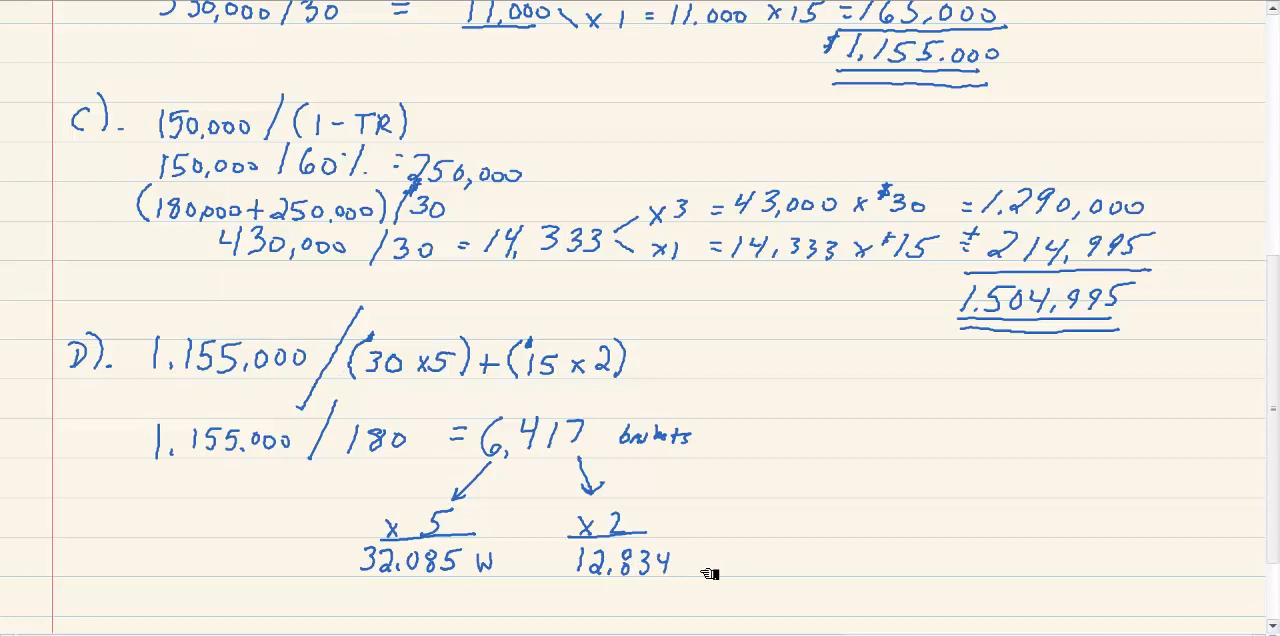 330,000 / 30 = 11,000 x 1 = 11.000 x 15 = 165,000
$1,155.000
C). 150,000 / (1 - TR)
150,000 / 60% = 250,000
(180,000 + 250,000) / $30
x 3 = 43,000 x $30 = 1.290,000
430,000 / 30 = 14,333 x 1 = 14,333 x $15 = + 214,995
1.504,995
D). 1.155,000 / (30 x 5) + (15 x 2)
1.155.000 / 180 = 6,417 baskets
x 5 x 2
32.085 W 12.834